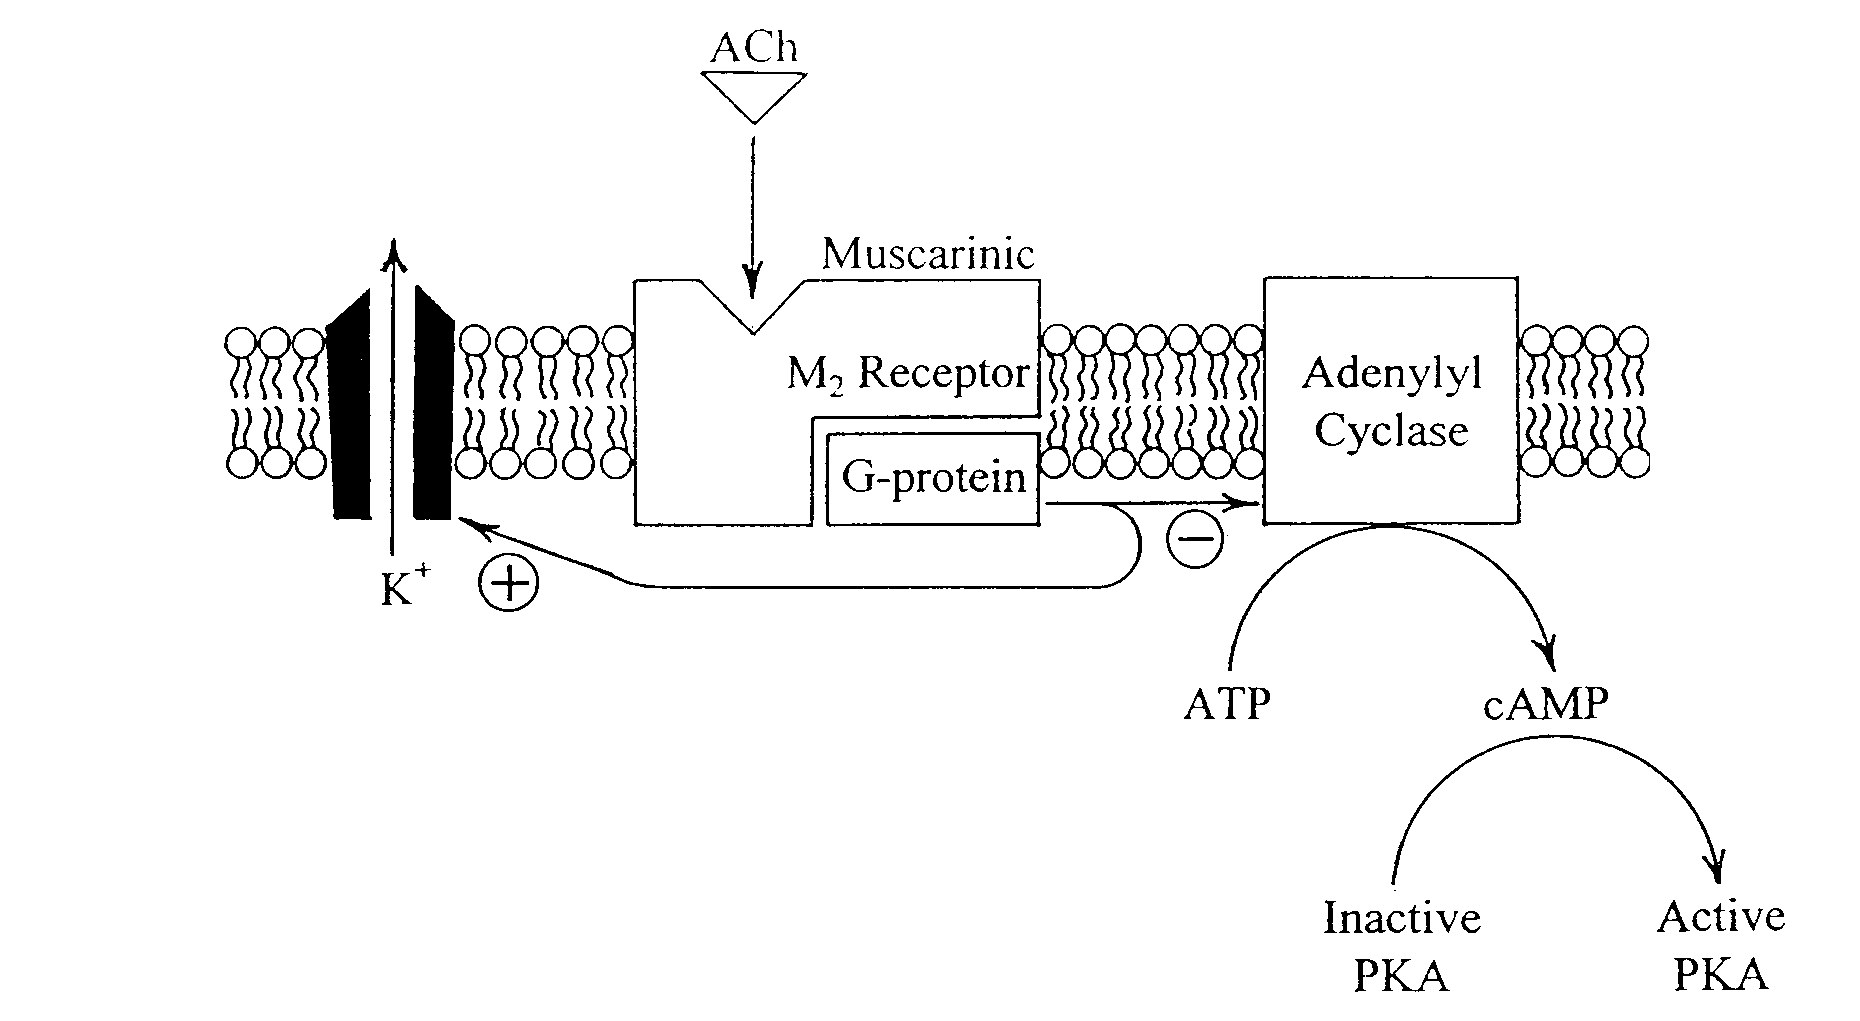 ACh
Muscarinic
M₂ Receptor
G-protein
Adenylyl
Cyclase
K⁺
+
−
ATP
cAMP
Inactive
PKA
Active
PKA